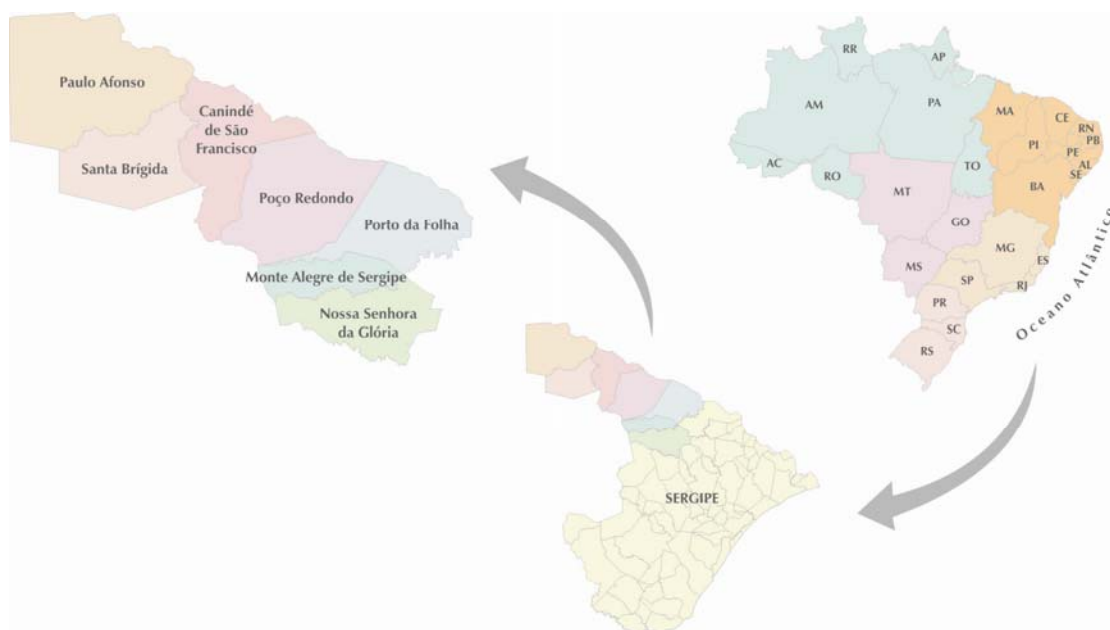 Paulo Afonso
Canindé
de São
Francisco
Santa Brígida
Poço Redondo
Porto da Folha
Monte Alegre de Sergipe
Nossa Senhora
da Glória
RR
AP
AM
PA
MA
CE
RN
PB
PI
PE
AL
SE
AC
RO
TO
BA
MT
GO
MG
ES
MS
SP
RJ
PR
SC
RS
Oceano Atlântico
SERGIPE